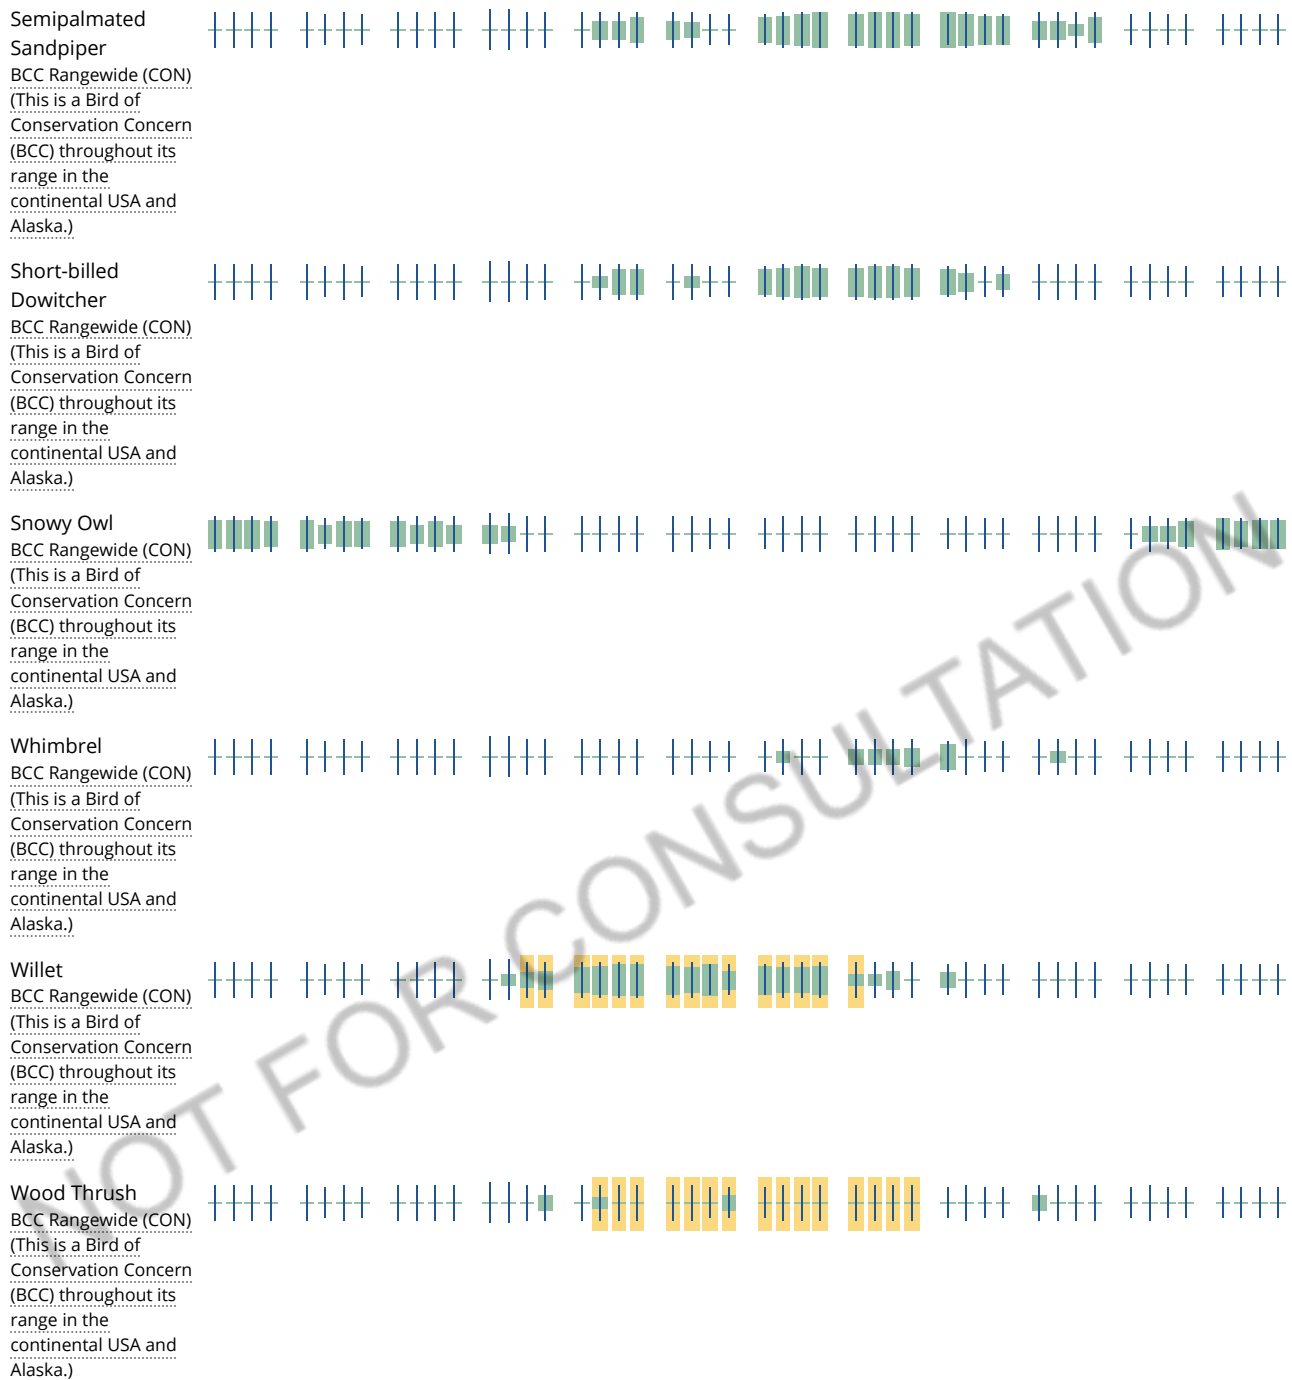 Semipalmated
Sandpiper
BCC Rangewide (CON)
(This is a Bird of
Conservation Concern
(BCC) throughout its
range in the
continental USA and
Alaska.)
Short-billed
Dowitcher
BCC Rangewide (CON)
(This is a Bird of
Conservation Concern
(BCC) throughout its
range in the
continental USA and
Alaska.)
Snowy Owl
BCC Rangewide (CON)
(This is a Bird of
Conservation Concern
(BCC) throughout its
range in the
continental USA and
Alaska.)
Whimbrel
BCC Rangewide (CON)
(This is a Bird of
Conservation Concern
(BCC) throughout its
range in the
continental USA and
Alaska.)
Willet
BCC Rangewide (CON)
(This is a Bird of
Conservation Concern
(BCC) throughout its
range in the
continental USA and
Alaska.)
Wood Thrush
BCC Rangewide (CON)
(This is a Bird of
Conservation Concern
(BCC) throughout its
range in the
continental USA and
Alaska.)
NOT FOR CONSULTATION